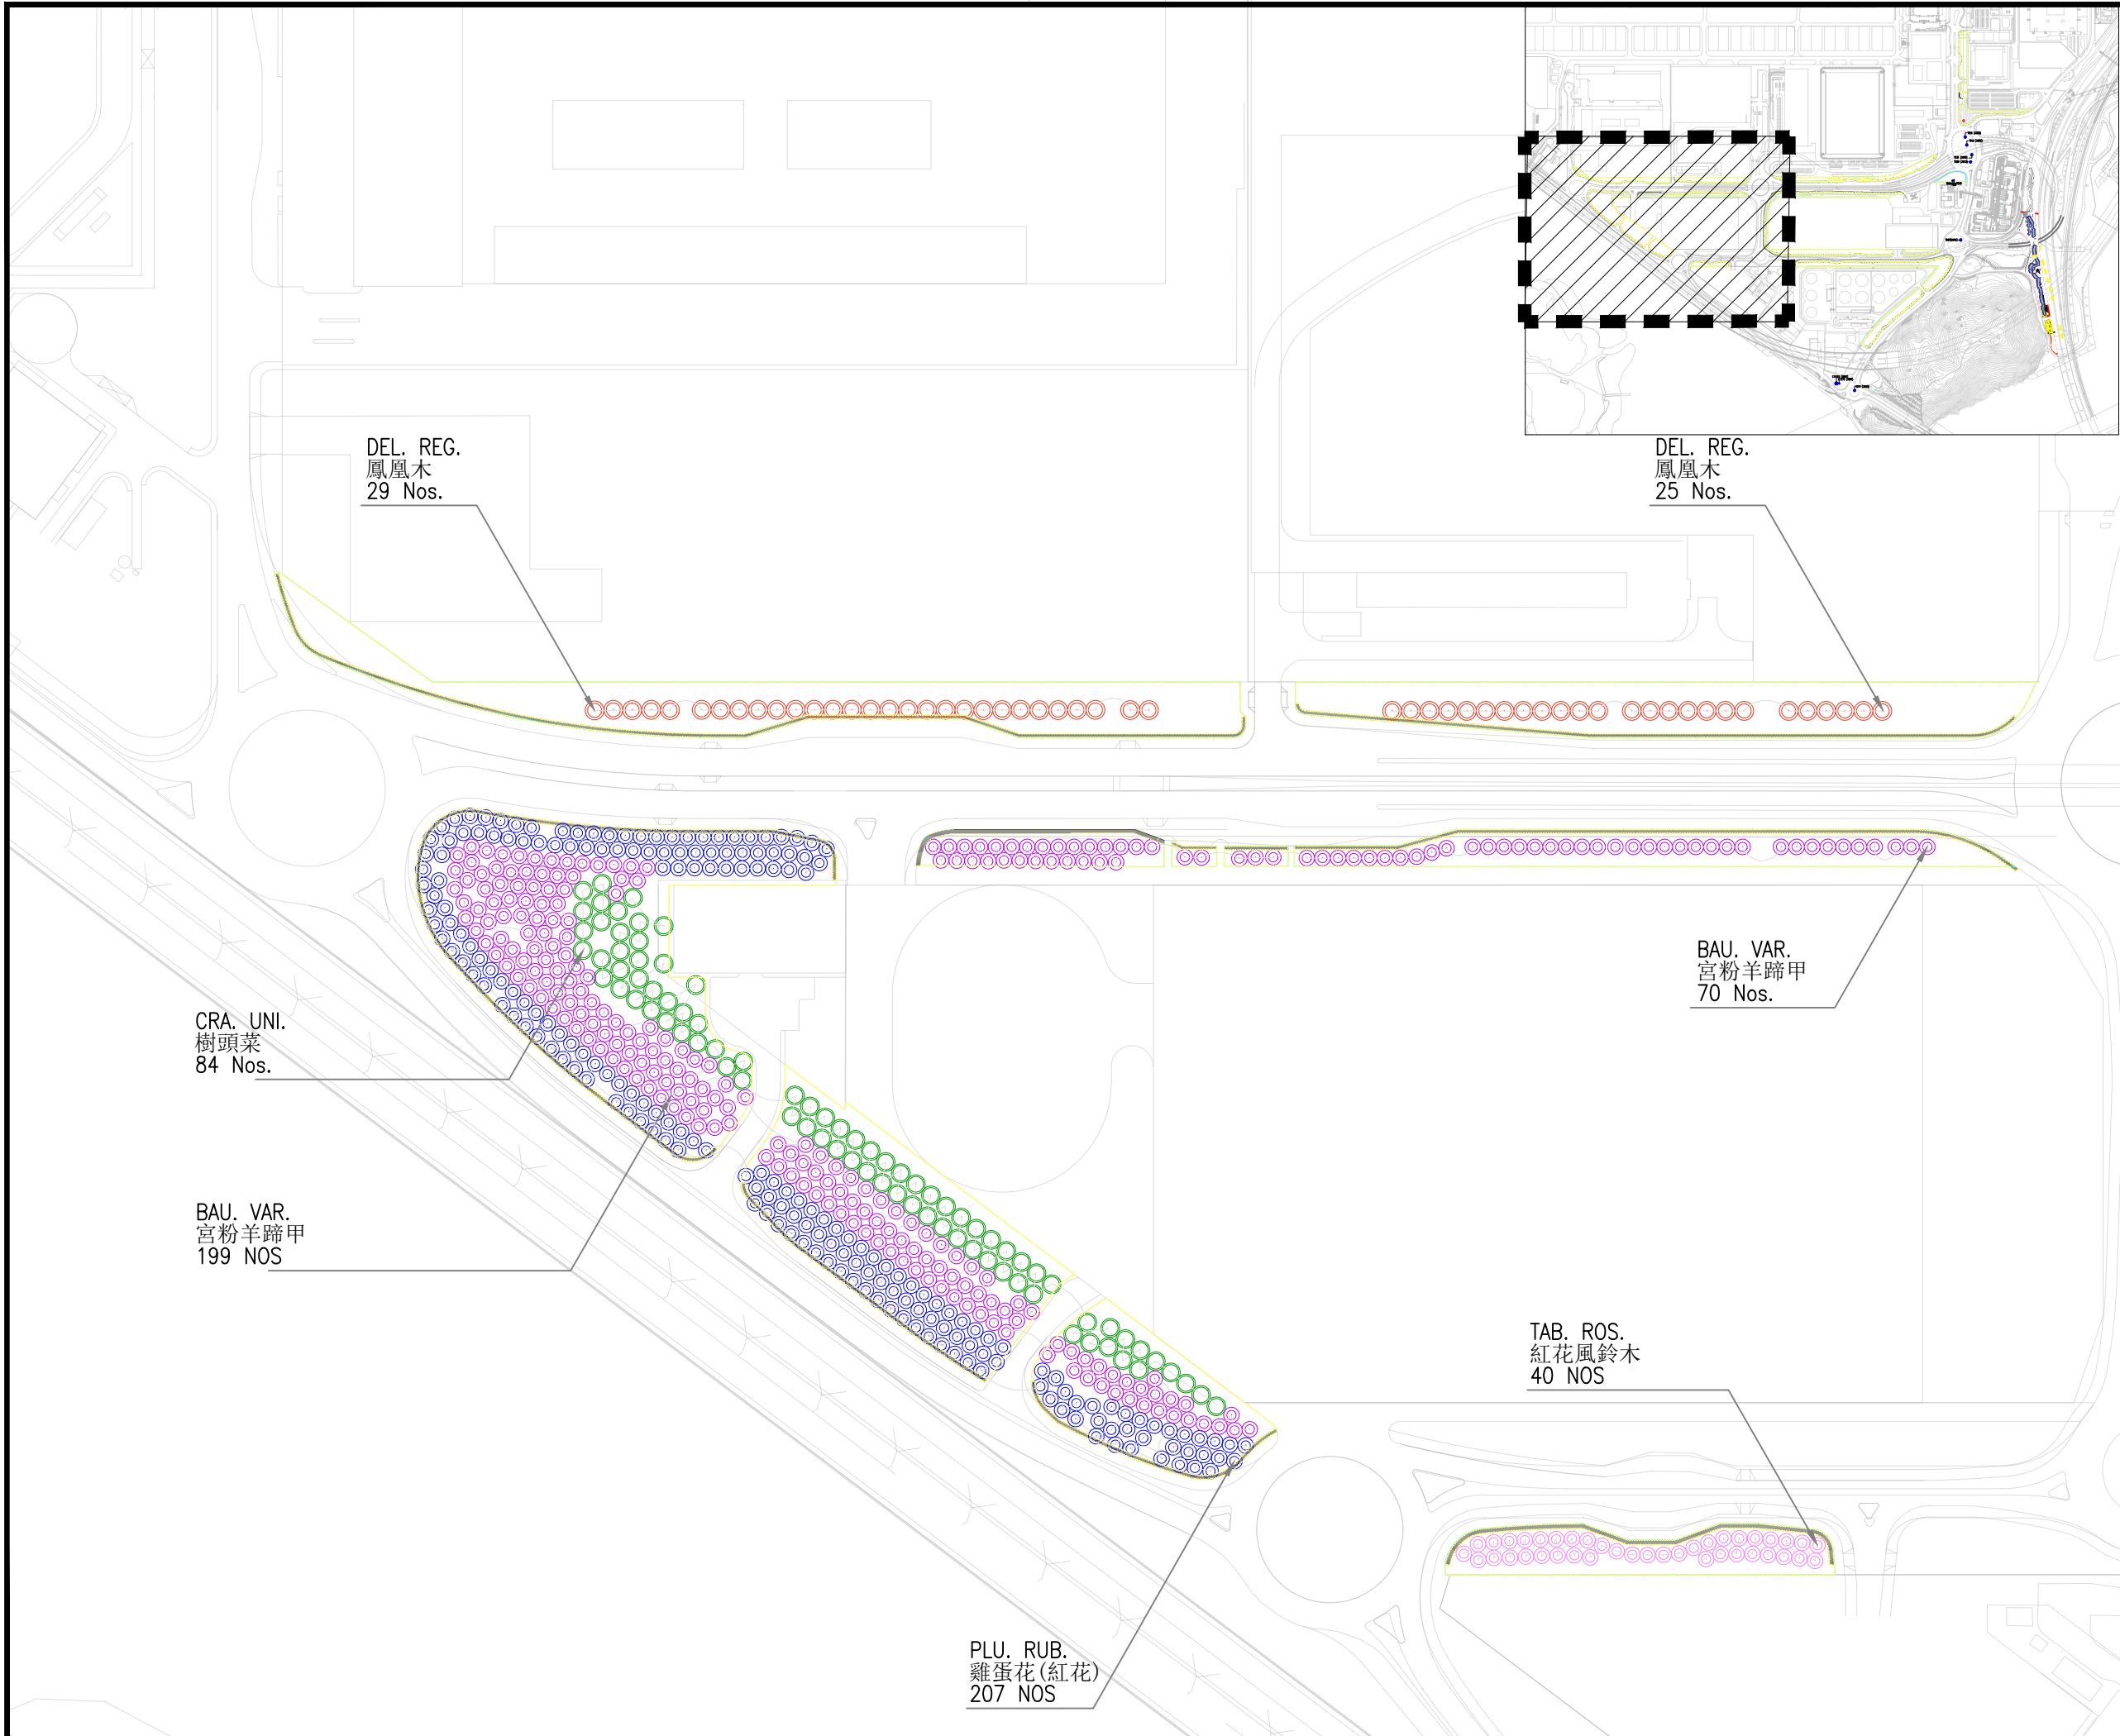 DEL. REG.
鳳凰木
29 Nos.
DEL. REG.
鳳凰木
25 Nos.
BAU. VAR.
宮粉羊蹄甲
70 Nos.
CRA. UNI.
樹頭菜
84 Nos.
BAU. VAR.
宮粉羊蹄甲
199 NOS
TAB. ROS.
紅花風鈴木
40 NOS
PLU. RUB.
雞蛋花(紅花)
207 NOS